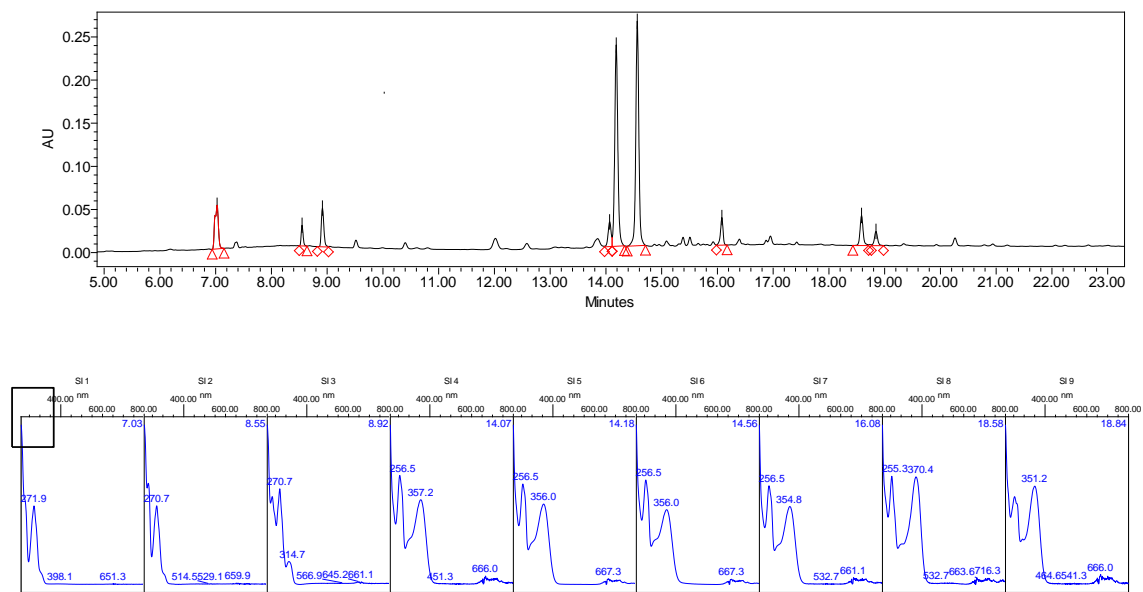 0.25
0.20
0.15
AU
0.10
0.05
0.00
5.00 6.00 7.00 8.00 9.00 10.00 11.00 12.00 13.00 14.00 15.00 16.00 17.00 18.00 19.00 20.00 21.00 22.00 23.00
Minutes
SI 1 SI 2 SI 3 SI 4 SI 5 SI 6 SI 7 SI 8 SI 9
400.00 nm 400.00 nm 400.00 nm 400.00 nm 400.00 nm 400.00 nm 400.00 nm 400.00 nm 400.00 nm
600.00 800.00 600.00 800.00 600.00 800.00 600.00 800.00 600.00 800.00 600.00 800.00 600.00 800.00 600.00 800.00 600.00 800.00
7.03 8.55 8.92 14.07 14.18 14.56 16.08 18.58 18.84
271.9 398.1 651.3
270.7 514.5 529.1 659.9
270.7 314.7 566.9 645.2 661.1
256.5 357.2 451.3 666.0
256.5 356.0 667.3
256.5 356.0 667.3
256.5 354.8 532.7 661.1
255.3 370.4 532.7 663.6 716.3
351.2 464.6 541.3 666.0